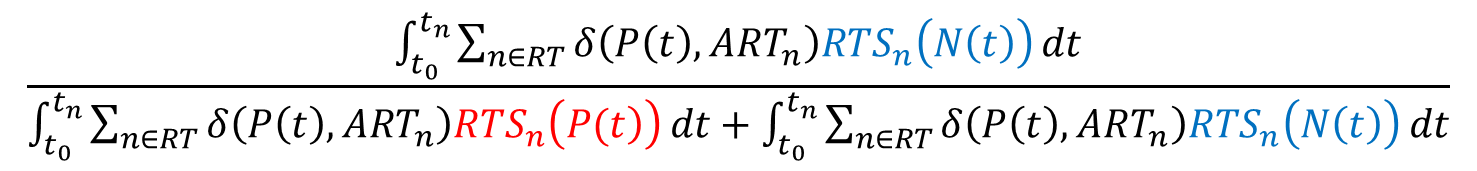 ∫_{t_0}^{t_n} ∑_{n∈RT} δ(P(t), ART_n)RTS_n(N(t)) dt
∫_{t_0}^{t_n} ∑_{n∈RT} δ(P(t), ART_n)RTS_n(P(t)) dt + ∫_{t_0}^{t_n} ∑_{n∈RT} δ(P(t), ART_n)RTS_n(N(t)) dt